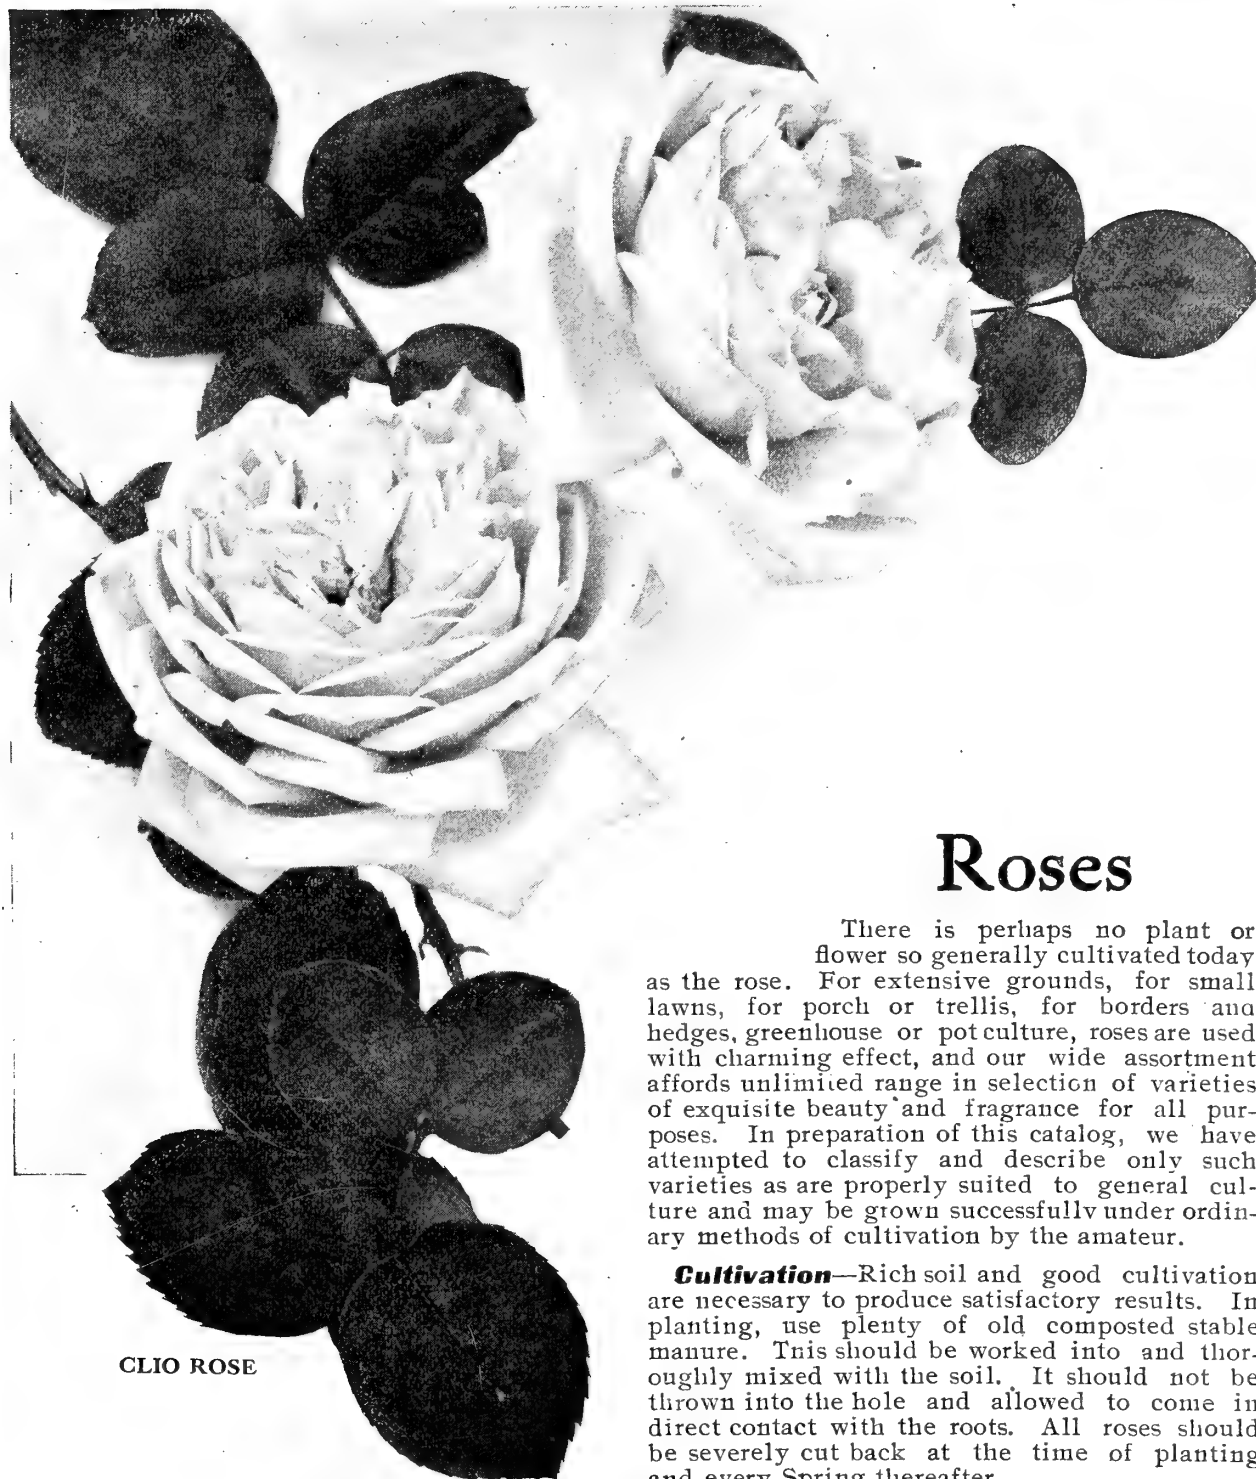 Roses
There is perhaps no plant or
flower so generally cultivated today
as the rose. For extensive grounds, for small
lawns, for porch or trellis, for borders and
hedges, greenhouse or pot culture, roses are used
with charming effect, and our wide assortment
affords unlimited range in selection of varieties
of exquisite beauty and fragrance for all pur-
poses. In preparation of this catalog, we have
attempted to classify and describe only such
varieties as are properly suited to general cul-
ture and may be grown successfully under ordin-
ary methods of cultivation by the amateur.
Cultivation—Rich soil and good cultivation
are necessary to produce satisfactory results. In
planting, use plenty of old composted stable
manure. This should be worked into and thor-
oughly mixed with the soil. It should not be
thrown into the hole and allowed to come in
direct contact with the roots. All roses should
be severely cut back at the time of planting
and every Spring thereafter
CLIO ROSE